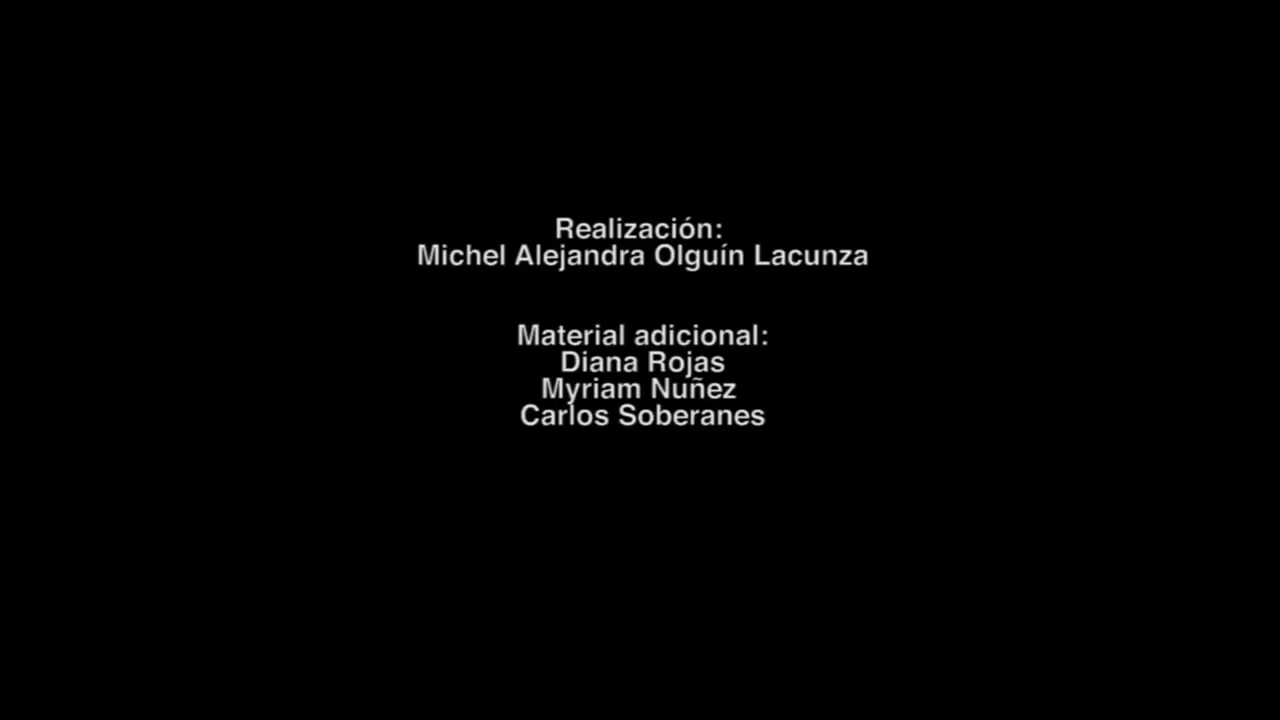 Realización:
Michel Alejandra Olguín Lacunza
Material adicional:
Diana Rojas
Myriam Nuñez
Carlos Soberanes